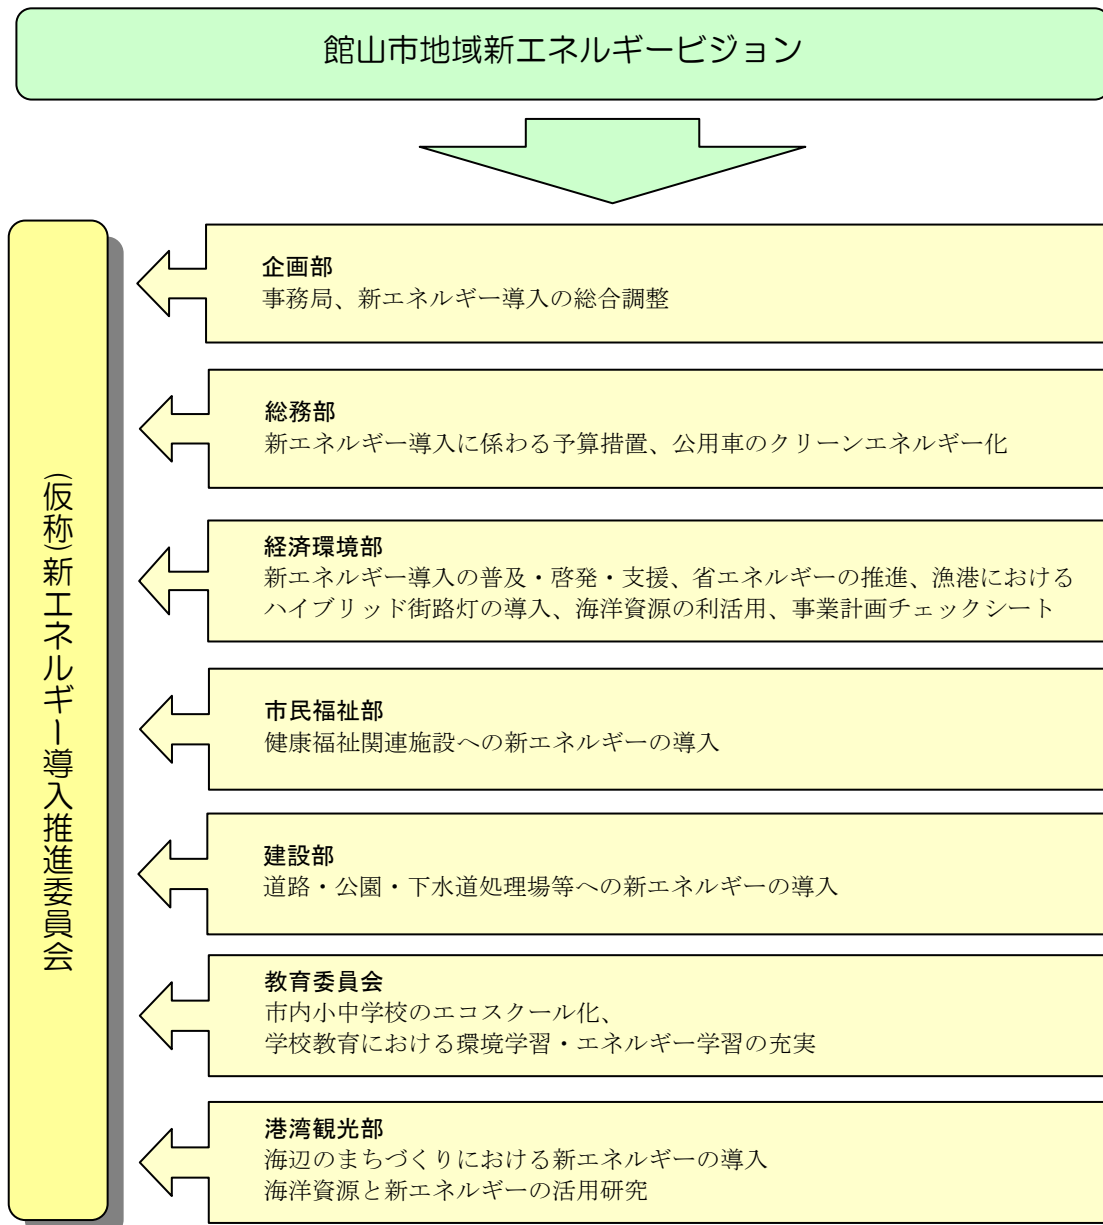 館山市地域新エネルギービジョン
(仮称)新エネルギー導入推進委員会
企画部
事務局、新エネルギー導入の総合調整
総務部
新エネルギー導入に係わる予算措置、公用車のクリーンエネルギー化
経済環境部
新エネルギー導入の普及・啓発・支援、省エネルギーの推進、漁港における
ハイブリッド街路灯の導入、海洋資源の利活用、事業計画チェックシート
市民福祉部
健康福祉関連施設への新エネルギーの導入
建設部
道路・公園・下水道処理場等への新エネルギーの導入
教育委員会
市内小中学校のエコスクール化、
学校教育における環境学習・エネルギー学習の充実
港湾観光部
海辺のまちづくりにおける新エネルギーの導入
海洋資源と新エネルギーの活用研究